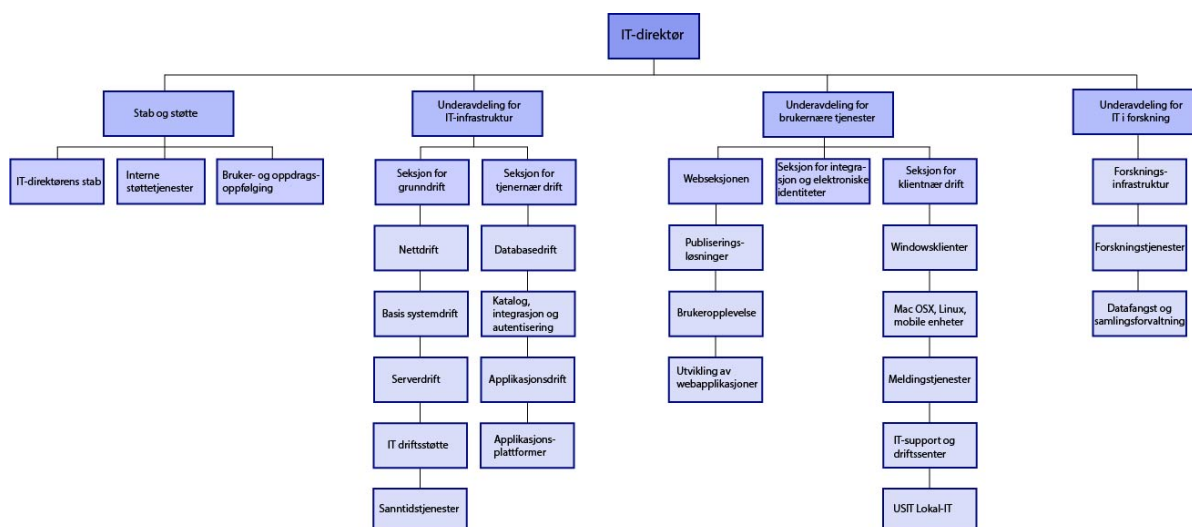 IT-direktør
Stab og støtte
IT-direktørens stab
Interne
støttetjenester
Bruker- og oppdrags-
oppfølging
Underavdeling for
IT-infrastruktur
Seksjon for
grunndrift
Nettdrift
Basis systemdrift
Serverdrift
IT driftsstøtte
Sanntidstjenester
Seksjon for
tjenernær drift
Databasedrift
Katalog,
integrasjon og
autentisering
Applikasjonsdrift
Applikasjons-
plattformer
Underavdeling for
brukernære tjenester
Webseksjonen
Publiserings-
løsninger
Brukeropplevelse
Utvikling av
webapplikasjoner
Seksjon for integra-
sjon og elektroniske
identiteter
Seksjon for
klientnær drift
Windowsklienter
Mac OSX, Linux,
mobile enheter
Meldingstjenester
IT-support og
driftssenter
USIT Lokal-IT
Underavdeling for
IT i forskning
Forsknings-
infrastruktur
Forskningstjenester
Datafangst og
samlingsforvaltning